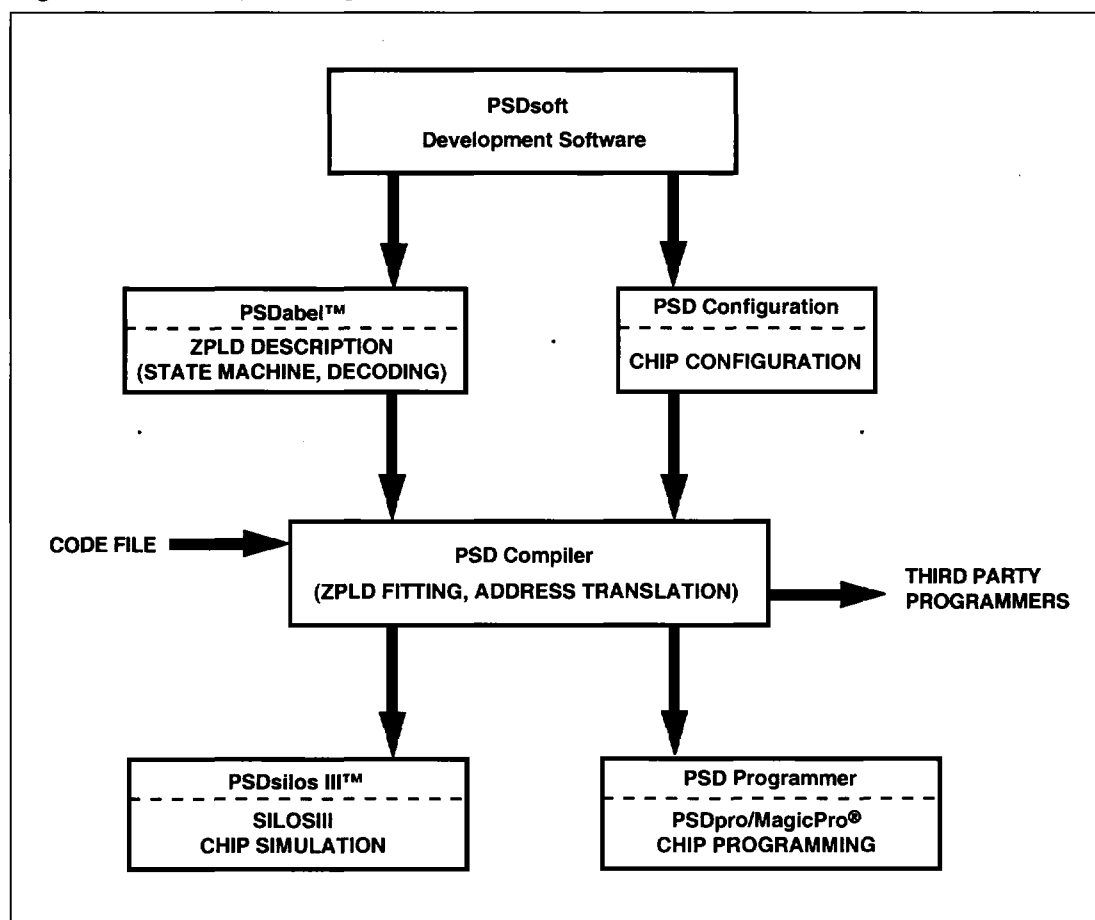 PSDsoft
Development Software
PSDabel™
ZPLD DESCRIPTION
(STATE MACHINE, DECODING)
PSD Configuration
CHIP CONFIGURATION
CODE FILE
PSD Compiler
(ZPLD FITTING, ADDRESS TRANSLATION)
THIRD PARTY
PROGRAMMERS
PSDsilos III™
SILOSIII
CHIP SIMULATION
PSD Programmer
PSDpro/MagicPro®
CHIP PROGRAMMING